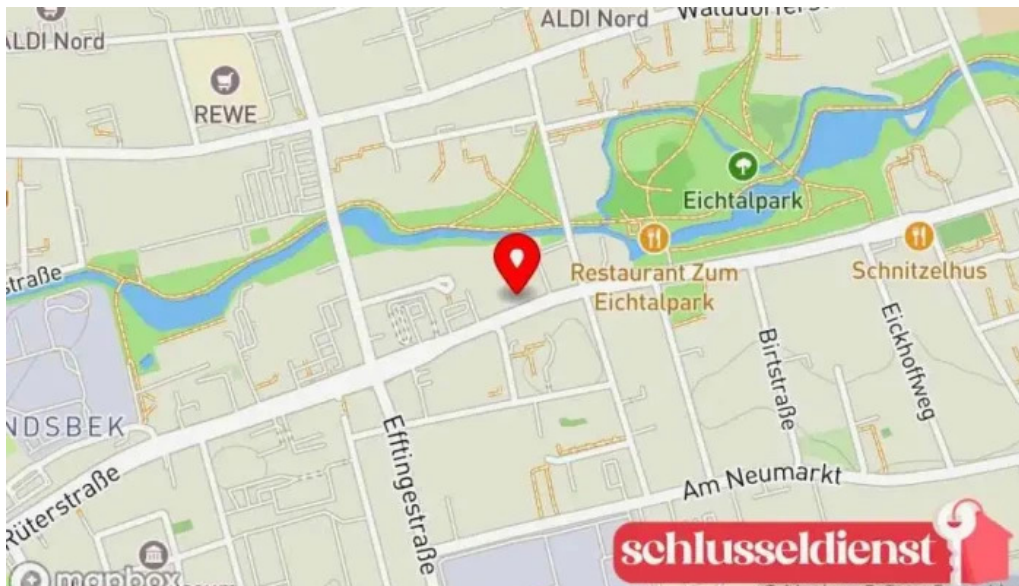 ALDI Nord
ALDI Nord
REWE
Eichtalpark
Restaurant Zum
Eichtalpark
Schnitzelhus
straße
NDSBEK
Rüterstraße
Efftingestraße
Birtstraße
Eickhoffweg
Am Neumarkt
schlusseldienst
mapbox